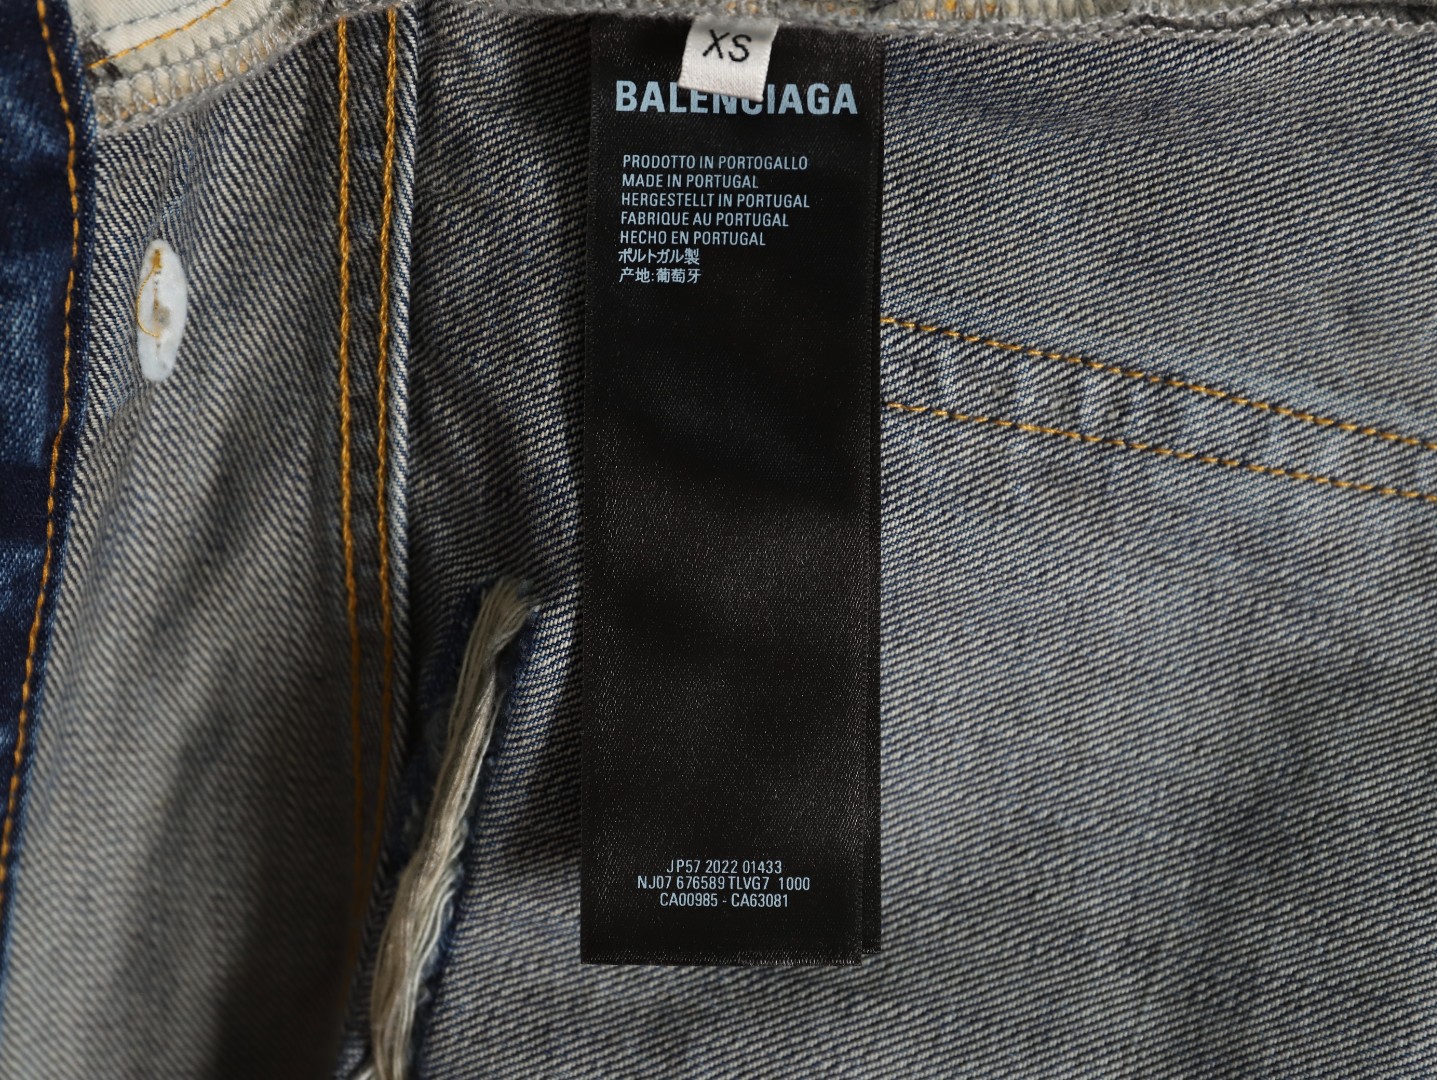 XS
BALENCIAGA
PRODOTTO IN PORTOGALLO
MADE IN PORTUGAL
HERGESTELLT IN PORTUGAL
FABRIQUE AU PORTUGAL
HECHO EN PORTUGAL
ポルトガル製
产地:葡萄牙
JP57 2022 01433
NJ07 676589 TLVG7 1000
CA00985 - CA63081